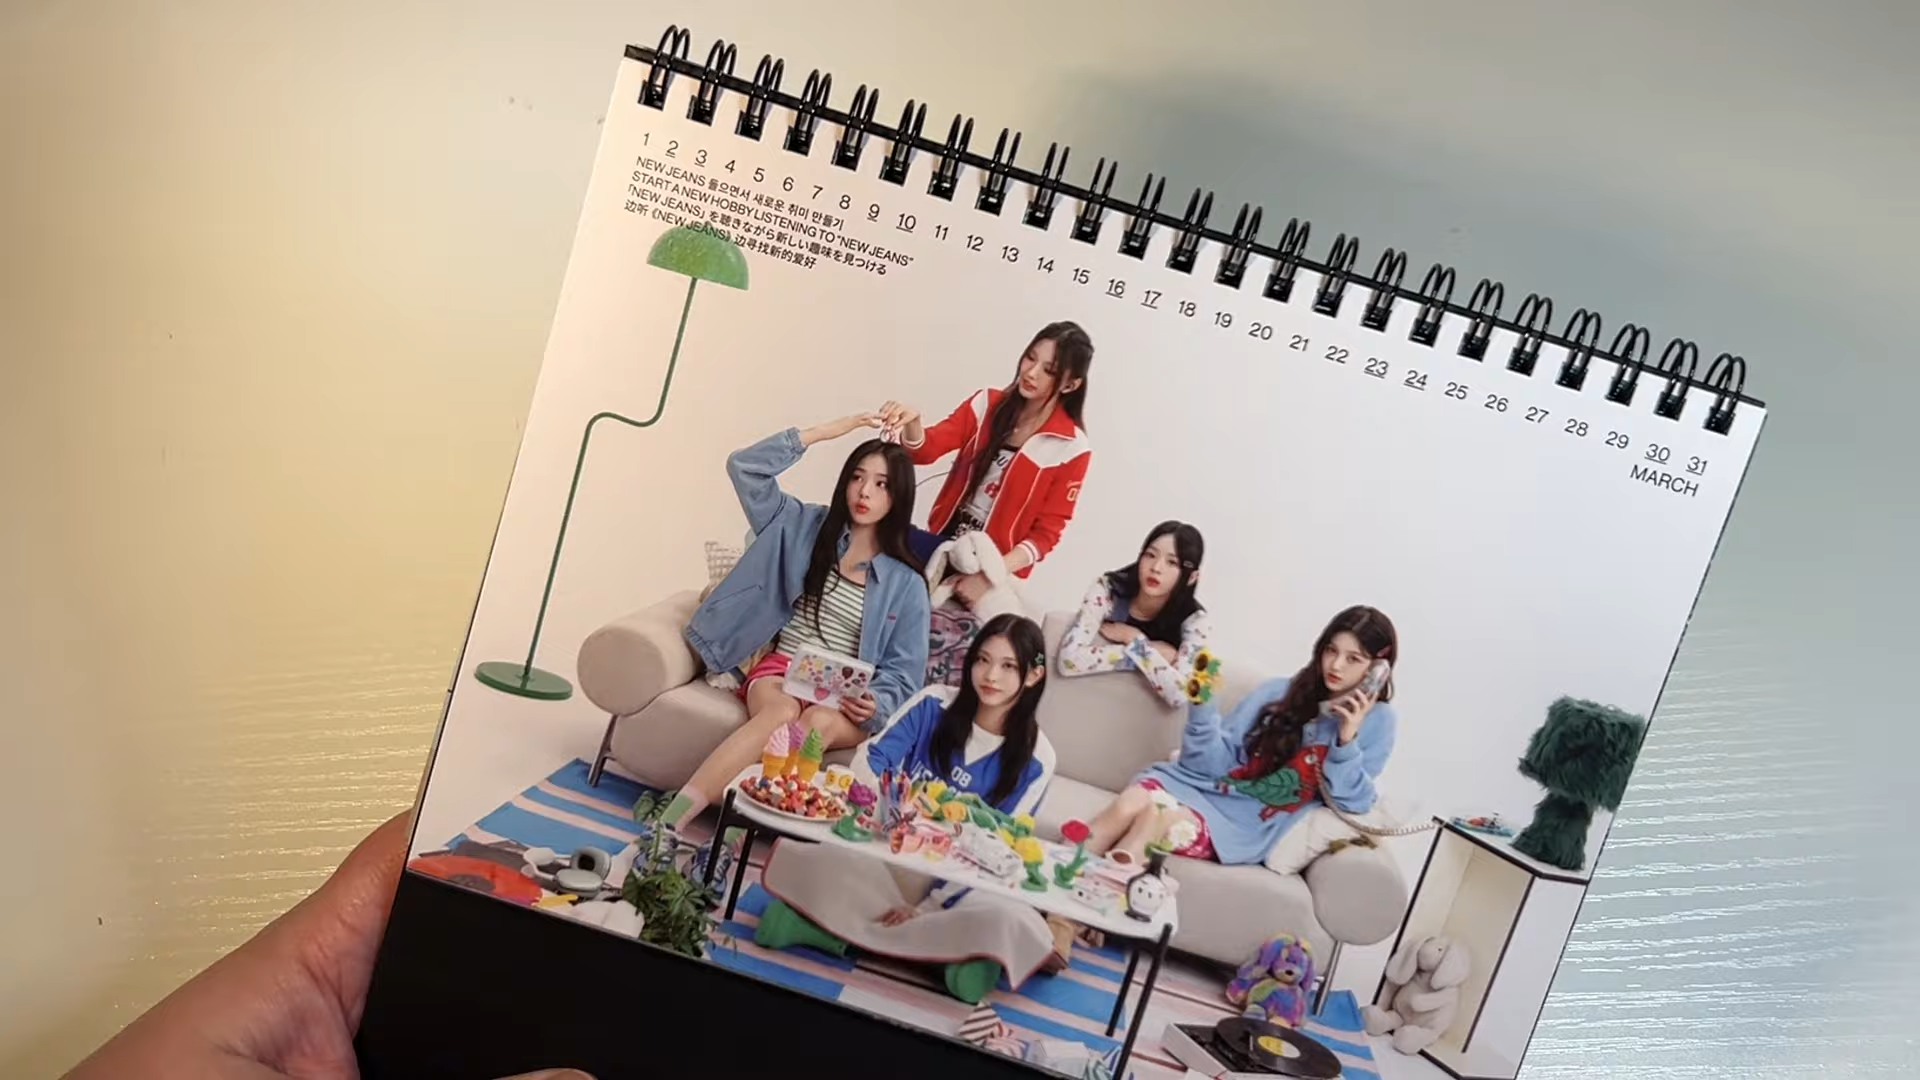 1 2 3 4 5 6 7 8 9 10 11 12 13 14 15 16 17 18 19 20 21 22 23 24 25 26 27 28 29 30 31
MARCH
NEW JEANS 들으면서 새로운 취미 만들기
START A NEW HOBBY LISTENING TO "NEW JEANS"
「NEW JEANS」を聴きながら新しい趣味を見つける
边听《NEW JEANS》边寻找新的爱好
08